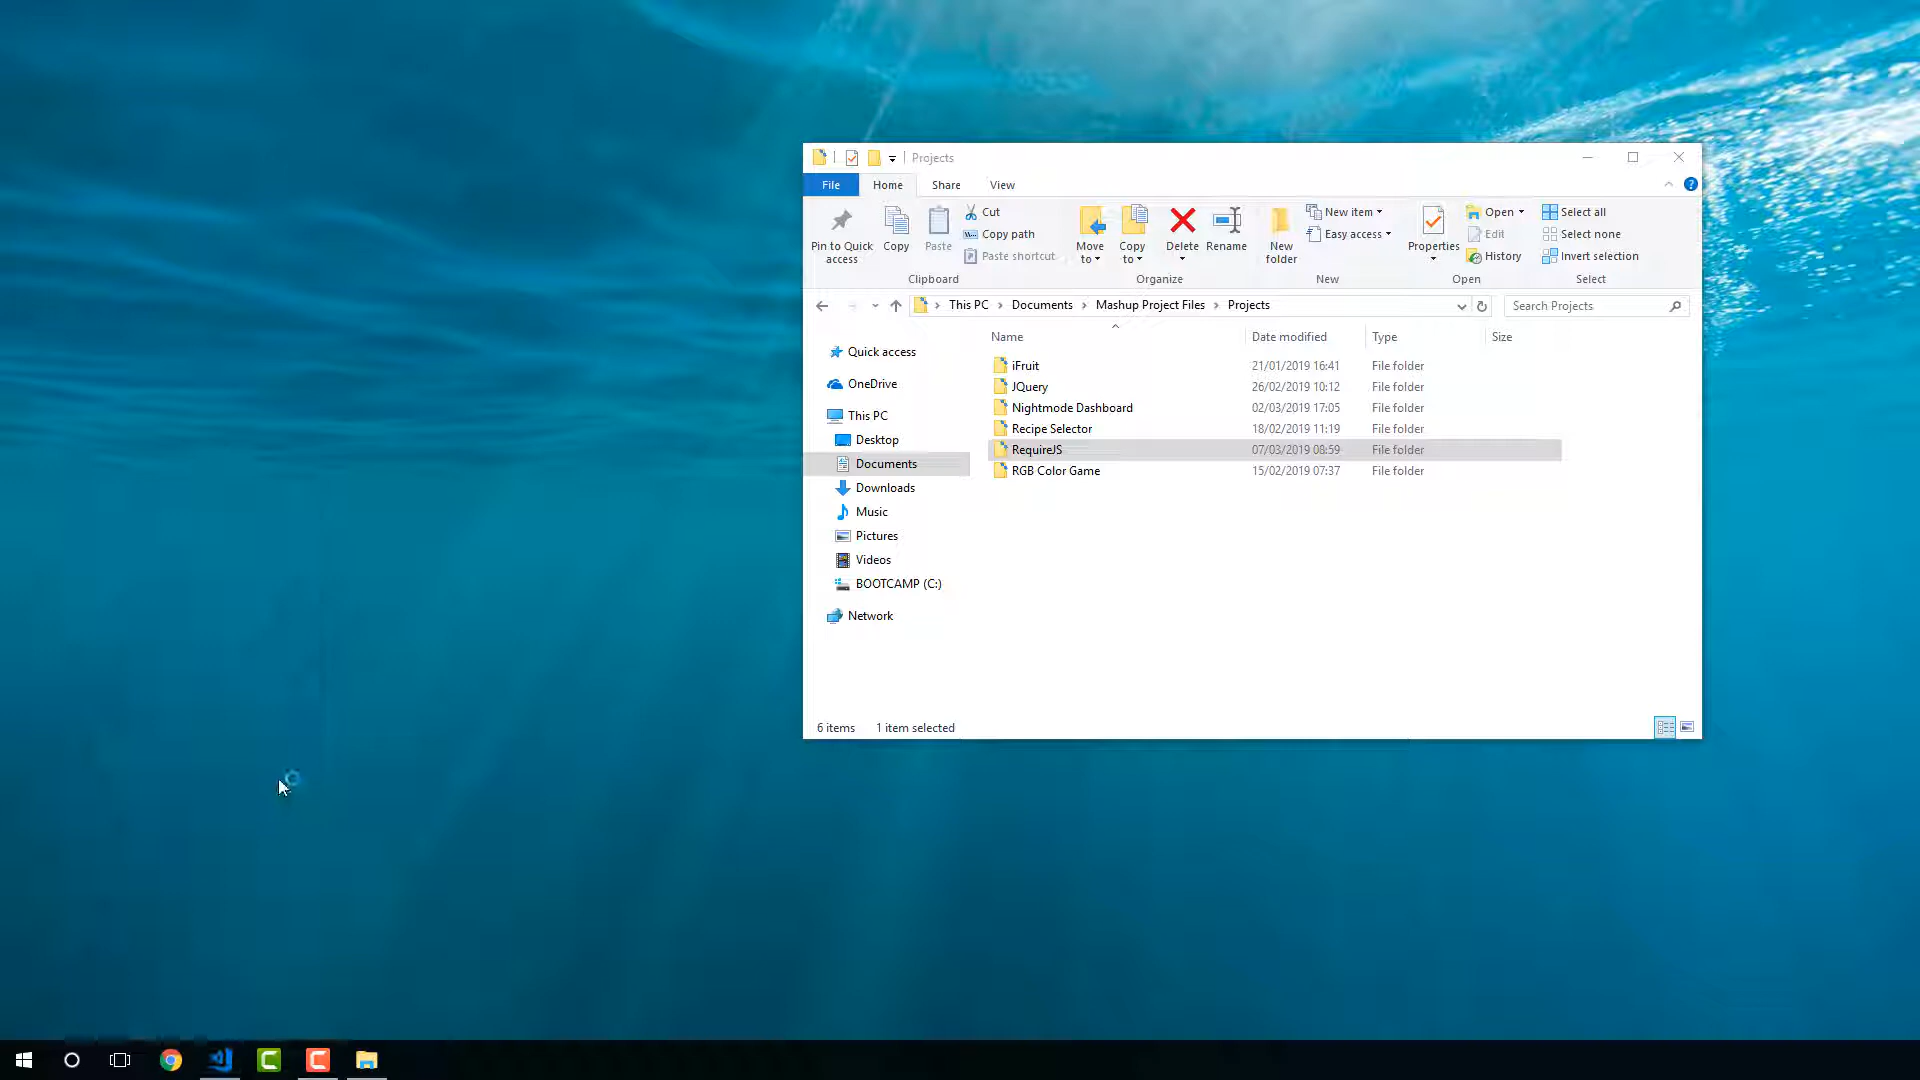 Projects
File
Home
Share
View
Pin to Quick access
Copy
Paste
Cut
Copy path
Paste shortcut
Clipboard
Move to
Copy to
Delete
Rename
Organize
New folder
New item
Easy access
New
Properties
Open
Edit
History
Open
Select all
Select none
Invert selection
Select
This PC > Documents > Mashup Project Files > Projects
Search Projects
Name Date modified Type Size
Quick access
OneDrive
This PC
Desktop
Documents
Downloads
Music
Pictures
Videos
BOOTCAMP (C:)
Network
iFruit 21/01/2019 16:41 File folder
JQuery 26/02/2019 10:12 File folder
Nightmode Dashboard 02/03/2019 17:05 File folder
Recipe Selector 18/02/2019 11:19 File folder
RequireJS 07/03/2019 08:59 File folder
RGB Color Game 15/02/2019 07:37 File folder
6 items 1 item selected